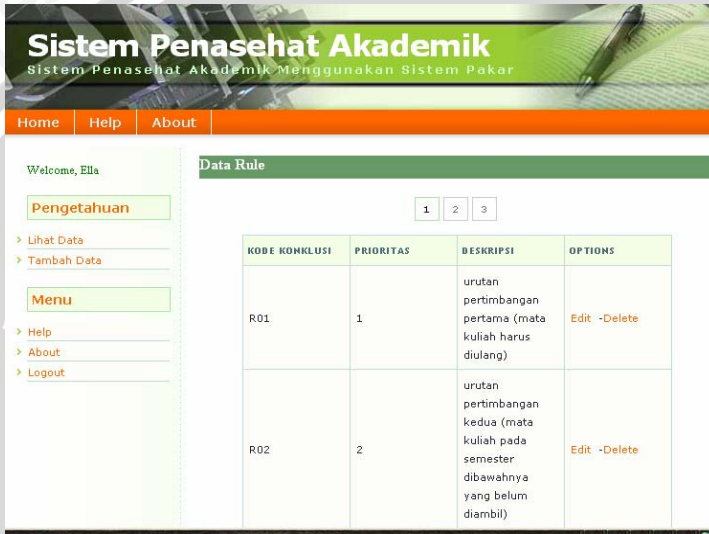 Sistem Penasehat Akademik
Sistem Penasehat Akademik Menggunakan Sistem Pakar
Home Help About
Welcome, Ella
Pengetahuan
Lihat Data
Tambah Data
Menu
Help
About
Logout
Data Rule
1 2 3
KODE KONKLUSI PRIORITAS DESKRIPSI OPTIONS
R01 1 urutan
pertimbangan
pertama (mata
kuliah harus
diulang) Edit -Delete
R02 2 urutan
pertimbangan
kedua (mata
kuliah pada
semester
dibawahnya
yang belum
diambil) Edit -Delete